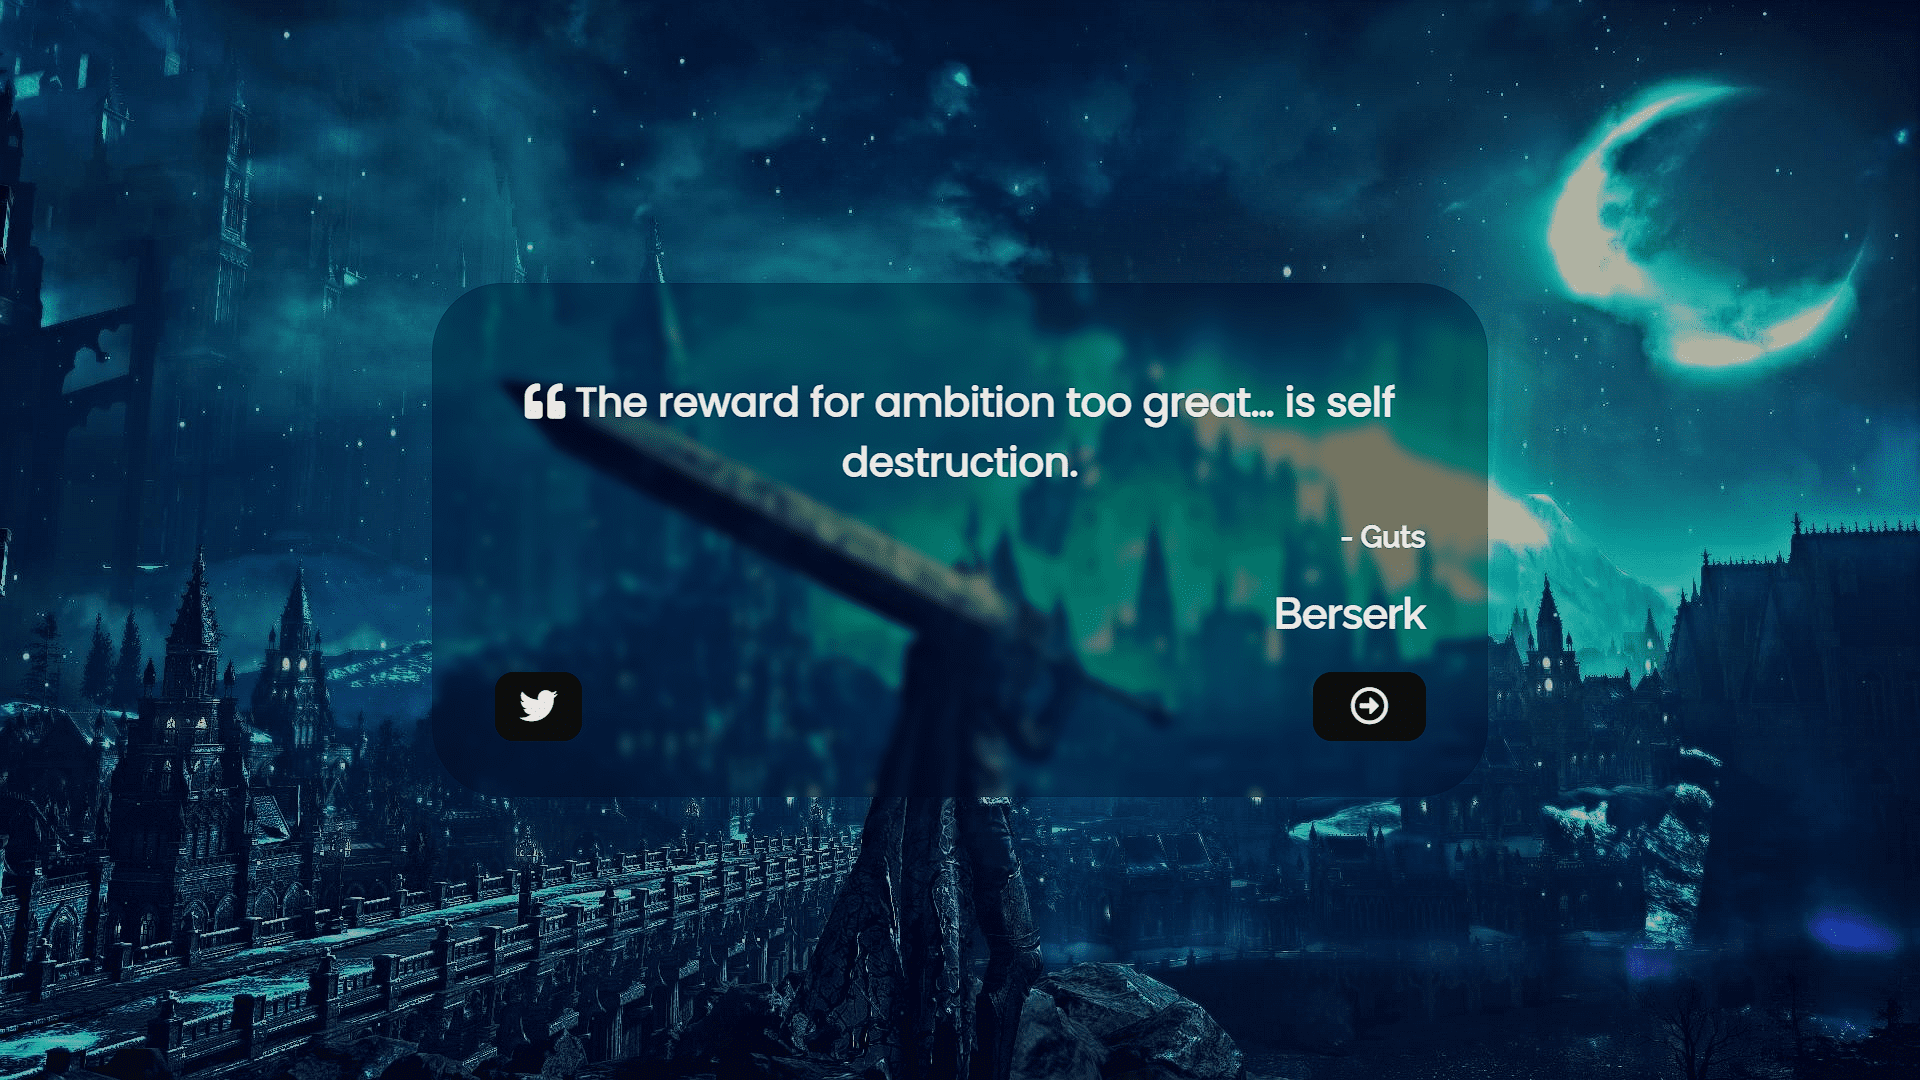 “ The reward for ambition too great... is self
destruction.
- Guts
Berserk